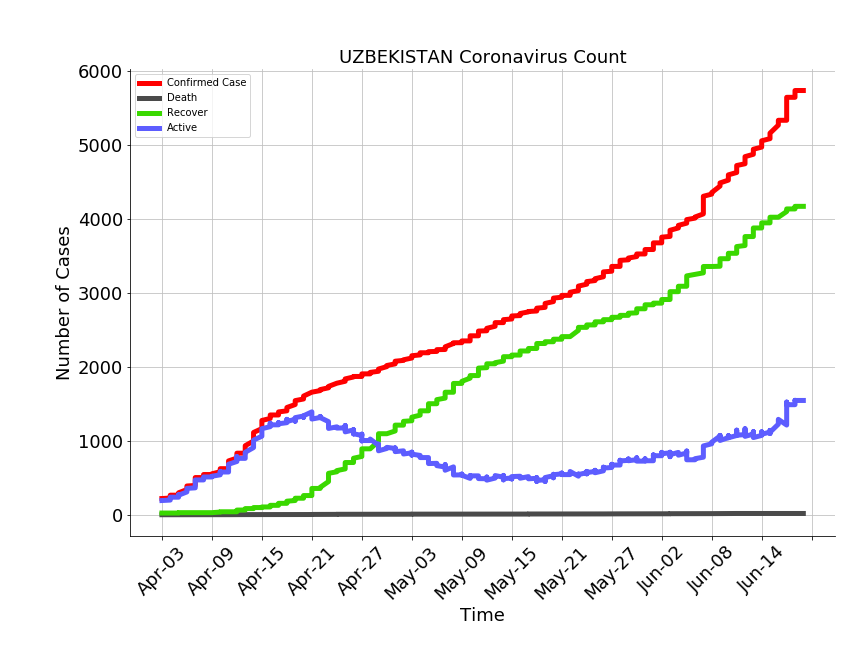 UZBEKISTAN Coronavirus Count
Confirmed Case
Death
Recover
Active
Number of Cases
6000
5000
4000
3000
2000
1000
0
Apr-03
Apr-09
Apr-15
Apr-21
Apr-27
May-03
May-09
May-15
May-21
May-27
Jun-02
Jun-08
Jun-14
Time